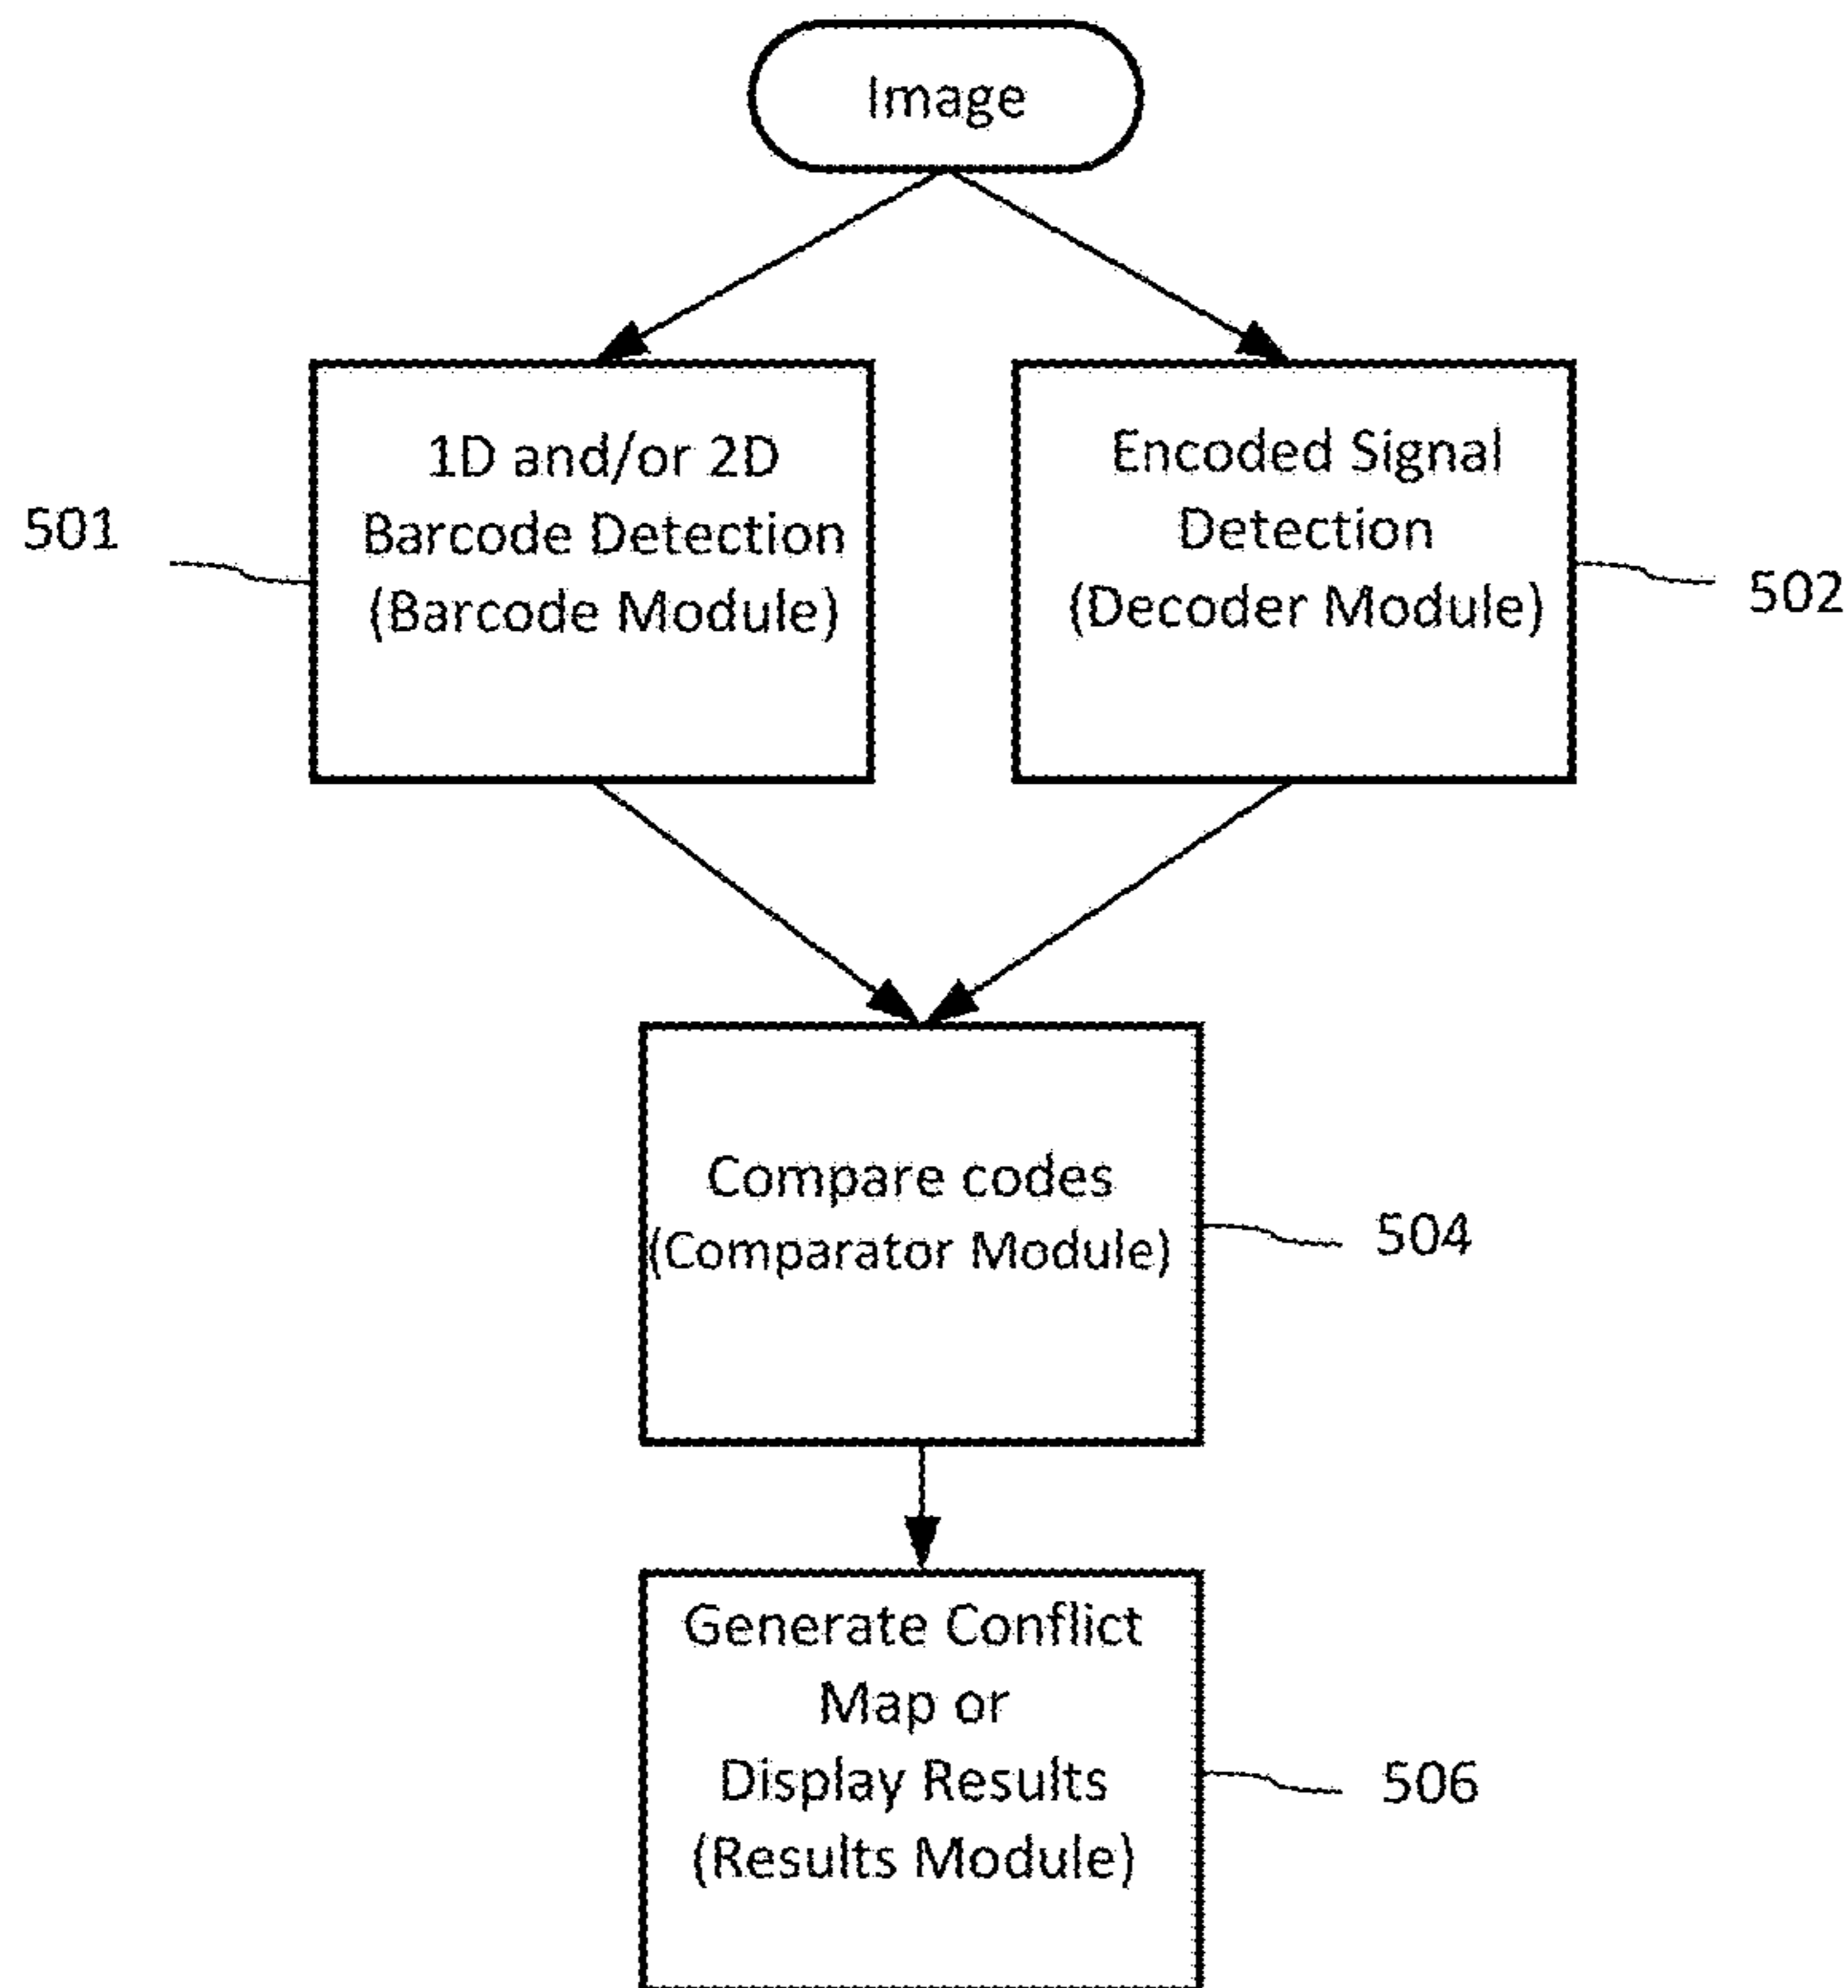 Image
1D and/or 2D
Barcode Detection
(Barcode Module)
501
Encoded Signal
Detection
(Decoder Module)
502
Compare codes
(Comparator Module)
504
Generate Conflict
Map or
Display Results
(Results Module)
506